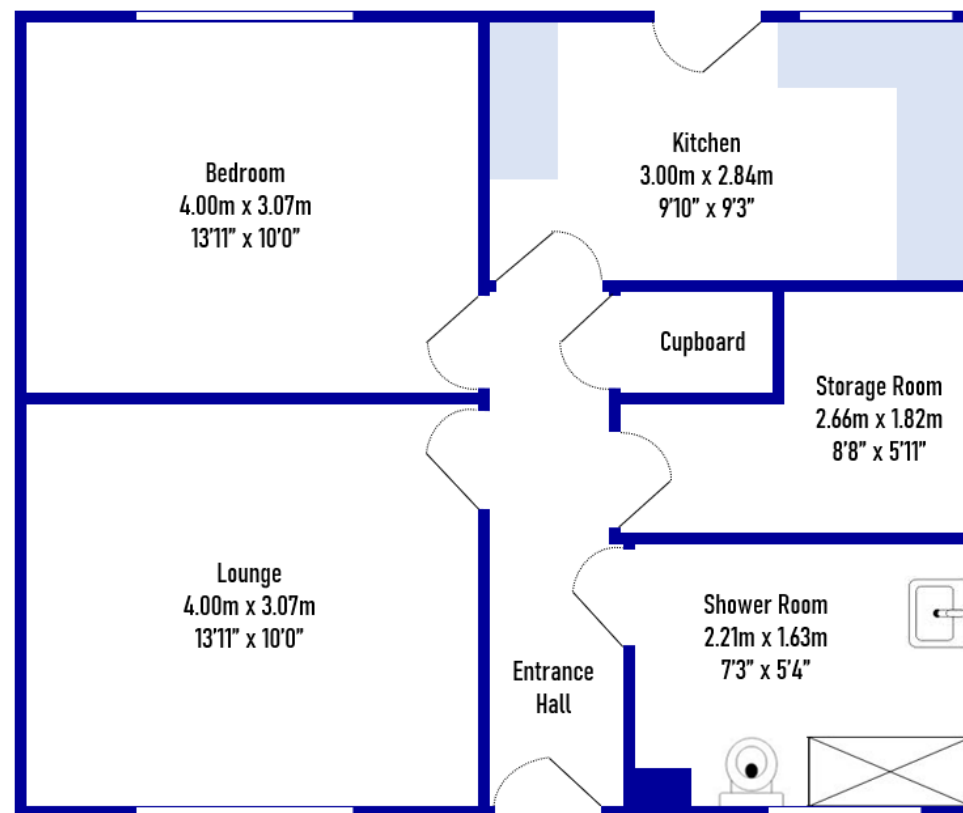 Bedroom
4.00m x 3.07m
13'11” x 10'0”
Kitchen
3.00m x 2.84m
9'10” x 9'3”
Cupboard
Storage Room
2.66m x 1.82m
8'8” x 5'11”
Lounge
4.00m x 3.07m
13'11” x 10'0”
Shower Room
2.21m x 1.63m
7'3” x 5'4”
Entrance
Hall